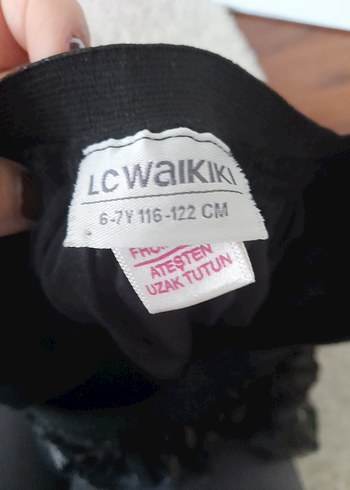 LC WAIKIKI
6-7Y 116-122 CM
ATEŞTEN
UZAK TUTUN